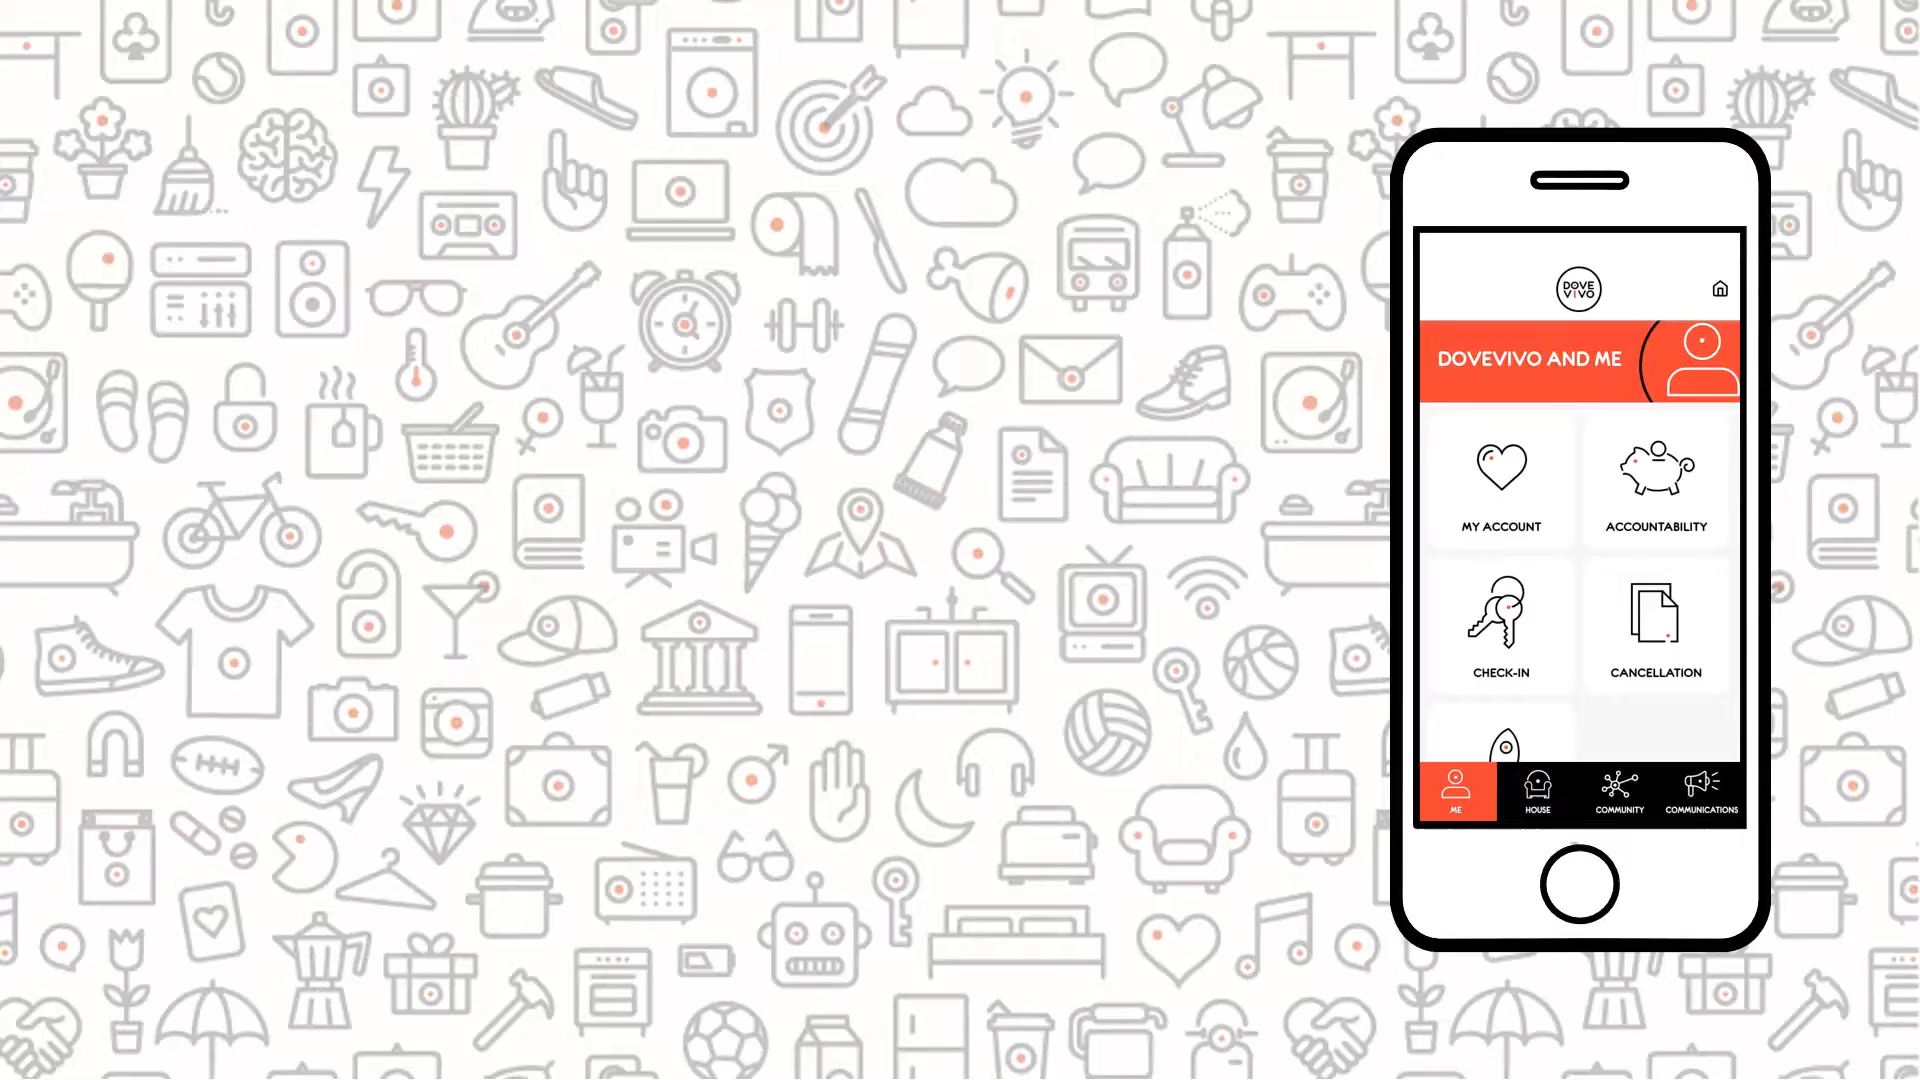 DOVE
VIVO
DOVEVIVO AND ME
MY ACCOUNT
ACCOUNTABILITY
CHECK-IN
CANCELLATION
ME
HOUSE
COMMUNITY
COMMUNICATIONS